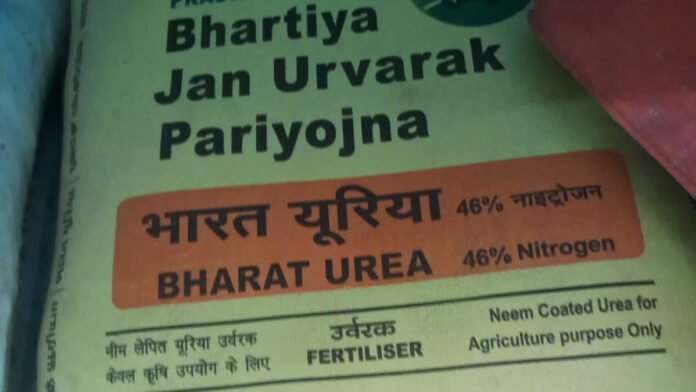 Bhartiya
Jan Urvarak
Pariyojna
भारत यूरिया 46% नाइट्रोजन
BHARAT UREA 46% Nitrogen
नीम लेपित यूरिया उर्वरक
केवल कृषि उपयोग के लिए
उर्वरक
FERTILISER
Neem Coated Urea for
Agriculture purpose Only